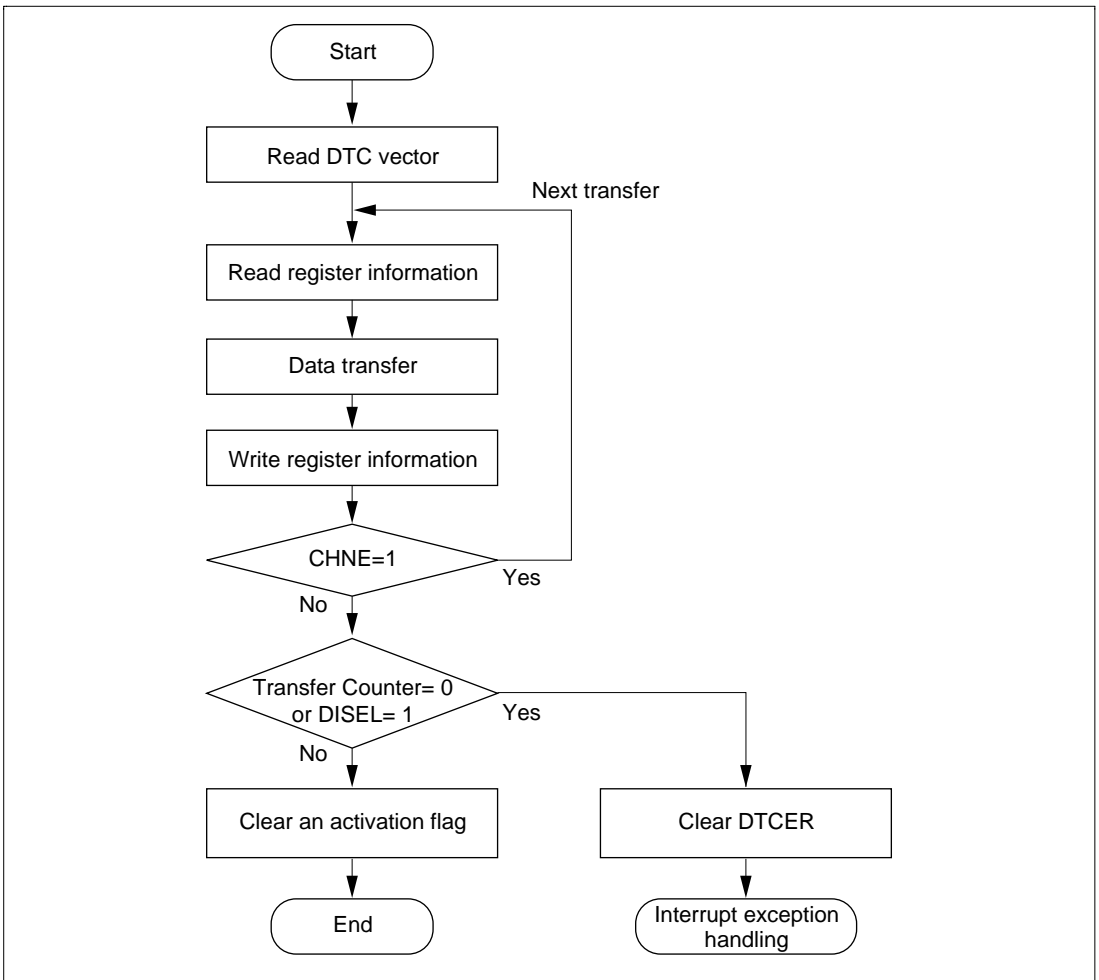 Start
Read DTC vector
Next transfer
Read register information
Data transfer
Write register information
CHNE=1
Yes
No
Transfer Counter= 0
or DISEL= 1
Yes
No
Clear an activation flag
Clear DTCER
End
Interrupt exception
handling